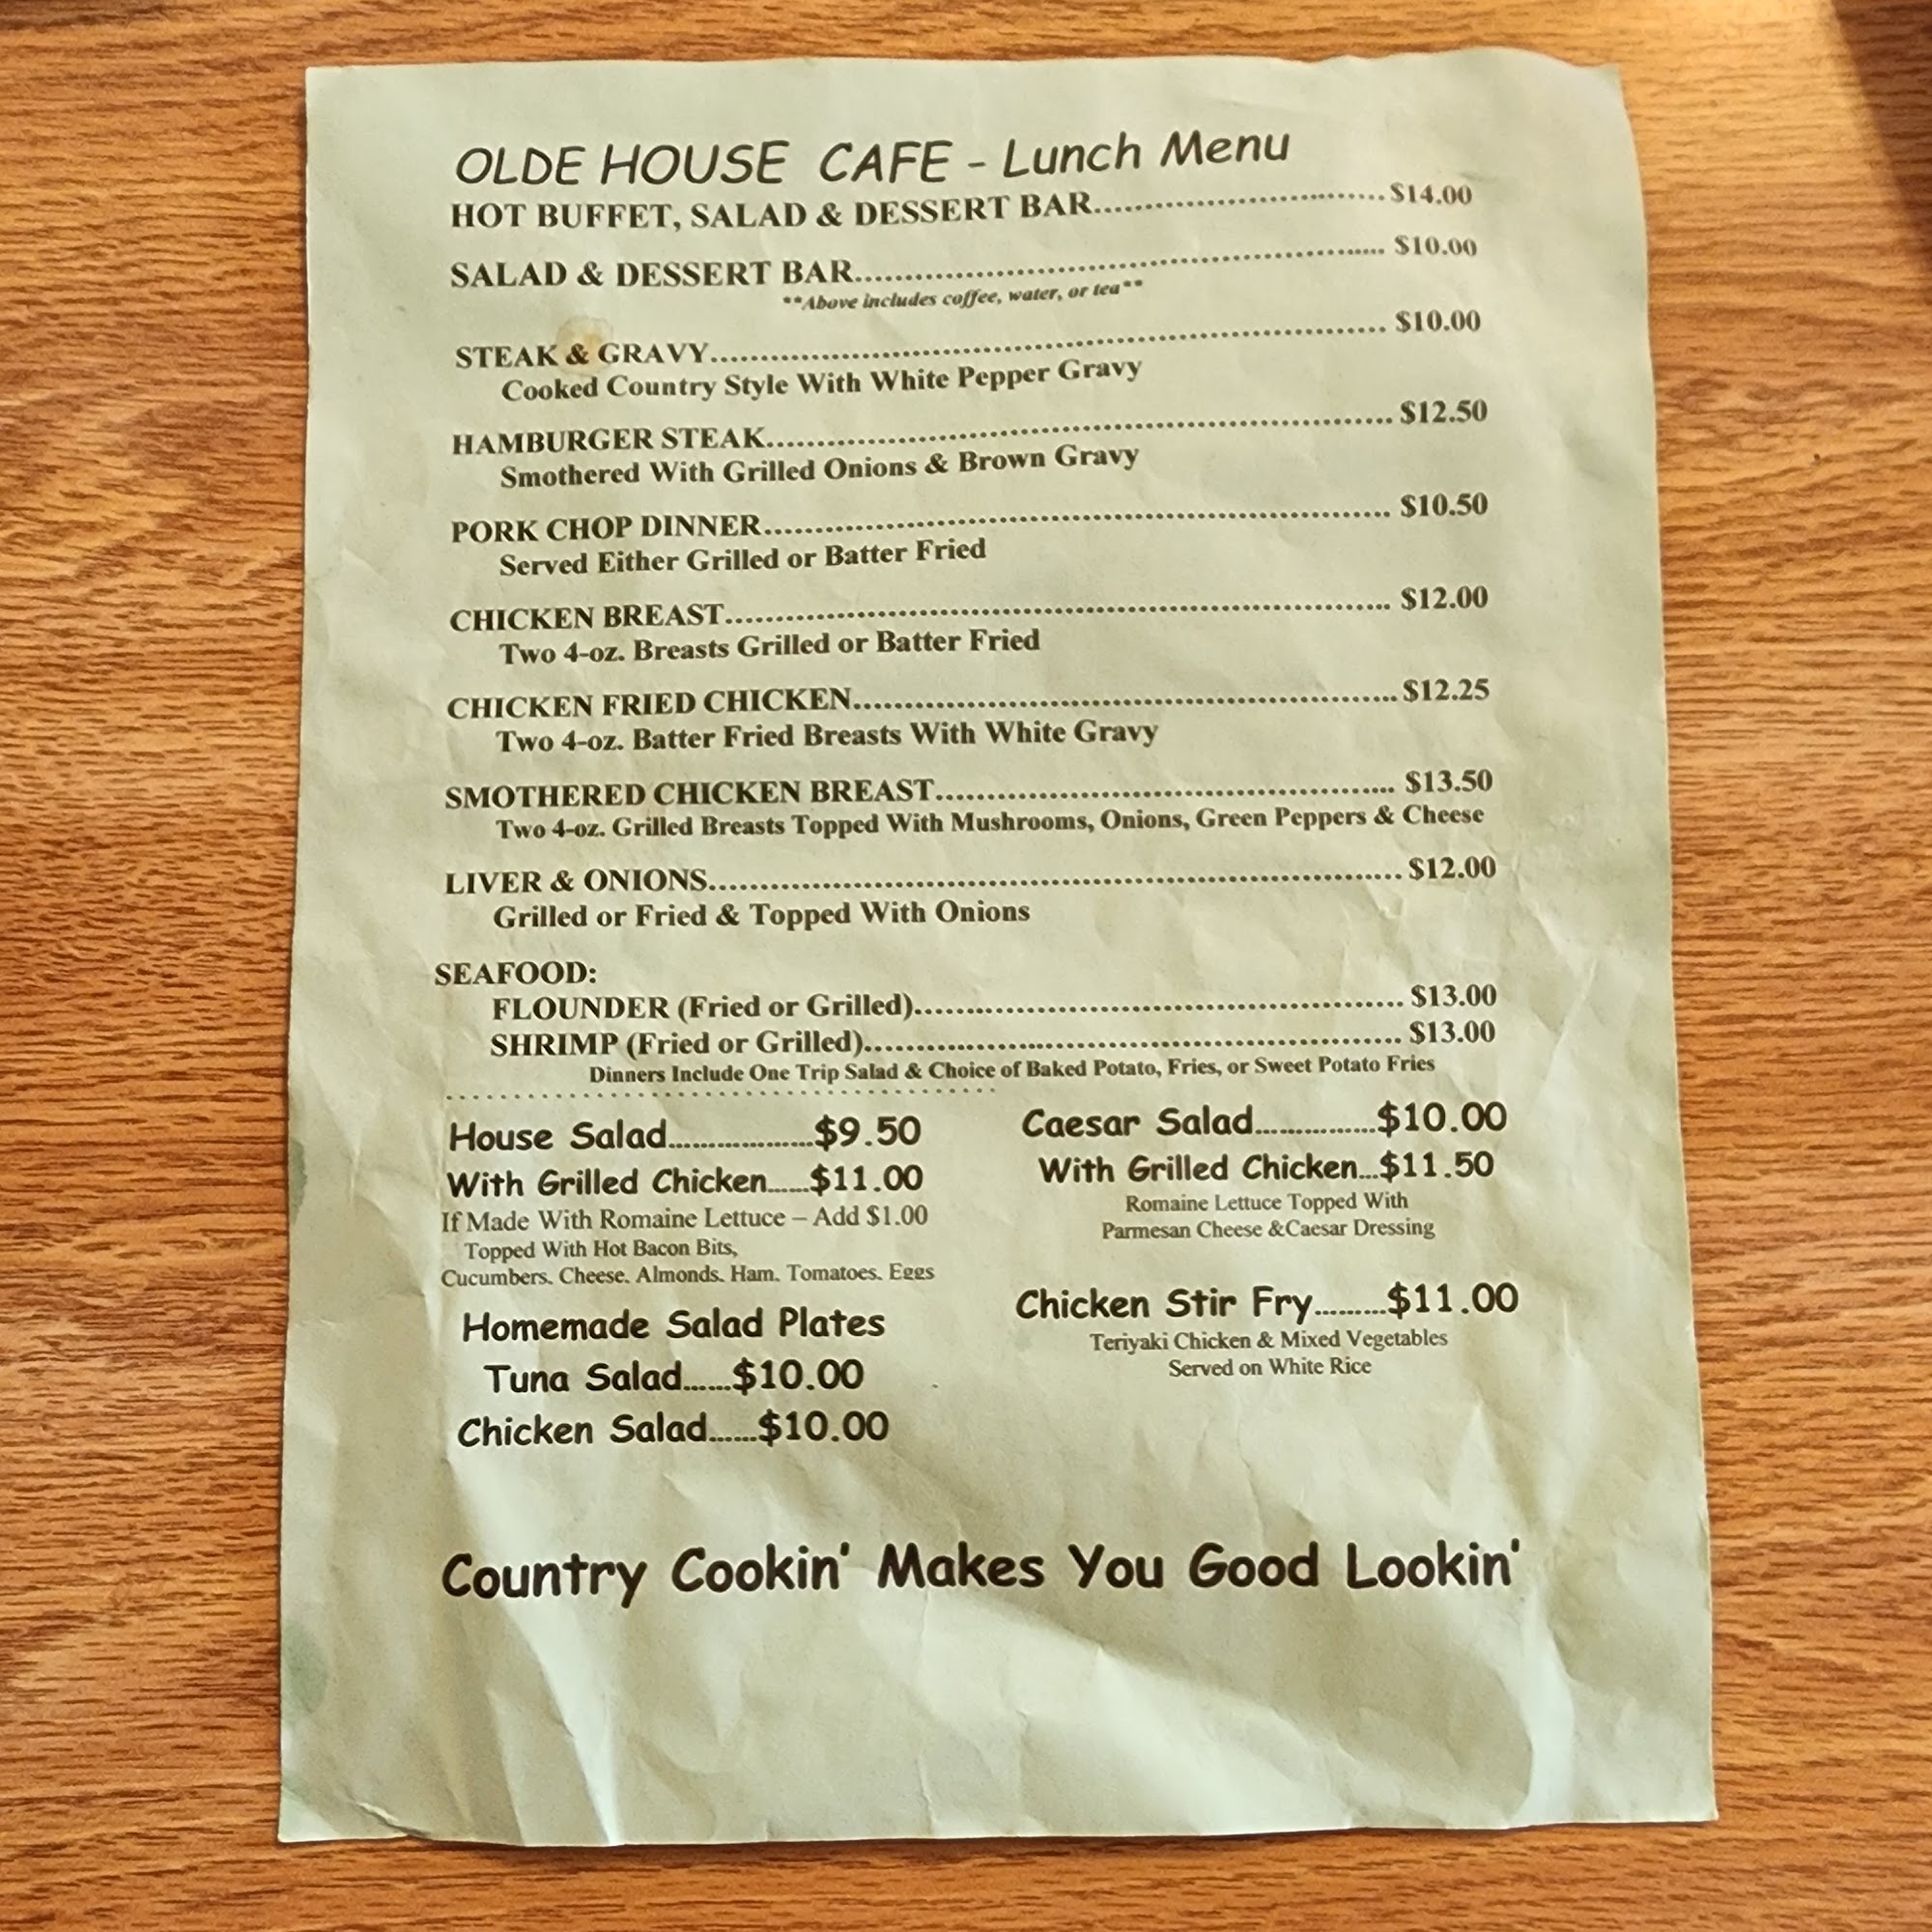 OLDE HOUSE CAFE - Lunch Menu
HOT BUFFET, SALAD & DESSERT BAR.......................................$14.00
SALAD & DESSERT BAR....................................................... $10.00
**Above includes coffee, water, or tea**
STEAK & GRAVY................................................................. $10.00
Cooked Country Style With White Pepper Gravy
HAMBURGER STEAK............................................................ $12.50
Smothered With Grilled Onions & Brown Gravy
PORK CHOP DINNER............................................................ $10.50
Served Either Grilled or Batter Fried
CHICKEN BREAST................................................................ $12.00
Two 4-oz. Breasts Grilled or Batter Fried
CHICKEN FRIED CHICKEN....................................................$12.25
Two 4-oz. Batter Fried Breasts With White Gravy
SMOTHERED CHICKEN BREAST............................................ $13.50
Two 4-oz. Grilled Breasts Topped With Mushrooms, Onions, Green Peppers & Cheese
LIVER & ONIONS.................................................................. $12.00
Grilled or Fried & Topped With Onions
SEAFOOD:
FLOUNDER (Fried or Grilled)............................................... $13.00
SHRIMP (Fried or Grilled).................................................... $13.00
Dinners Include One Trip Salad & Choice of Baked Potato, Fries, or Sweet Potato Fries
House Salad..................$9.50
With Grilled Chicken......$11.00
If Made With Romaine Lettuce – Add $1.00
Topped With Hot Bacon Bits,
Cucumbers, Cheese, Almonds, Ham, Tomatoes, Eggs
Homemade Salad Plates
Tuna Salad......$10.00
Chicken Salad......$10.00
Caesar Salad...............$10.00
With Grilled Chicken...$11.50
Romaine Lettuce Topped With
Parmesan Cheese &Caesar Dressing
Chicken Stir Fry.........$11.00
Teriyaki Chicken & Mixed Vegetables
Served on White Rice
Country Cookin' Makes You Good Lookin'